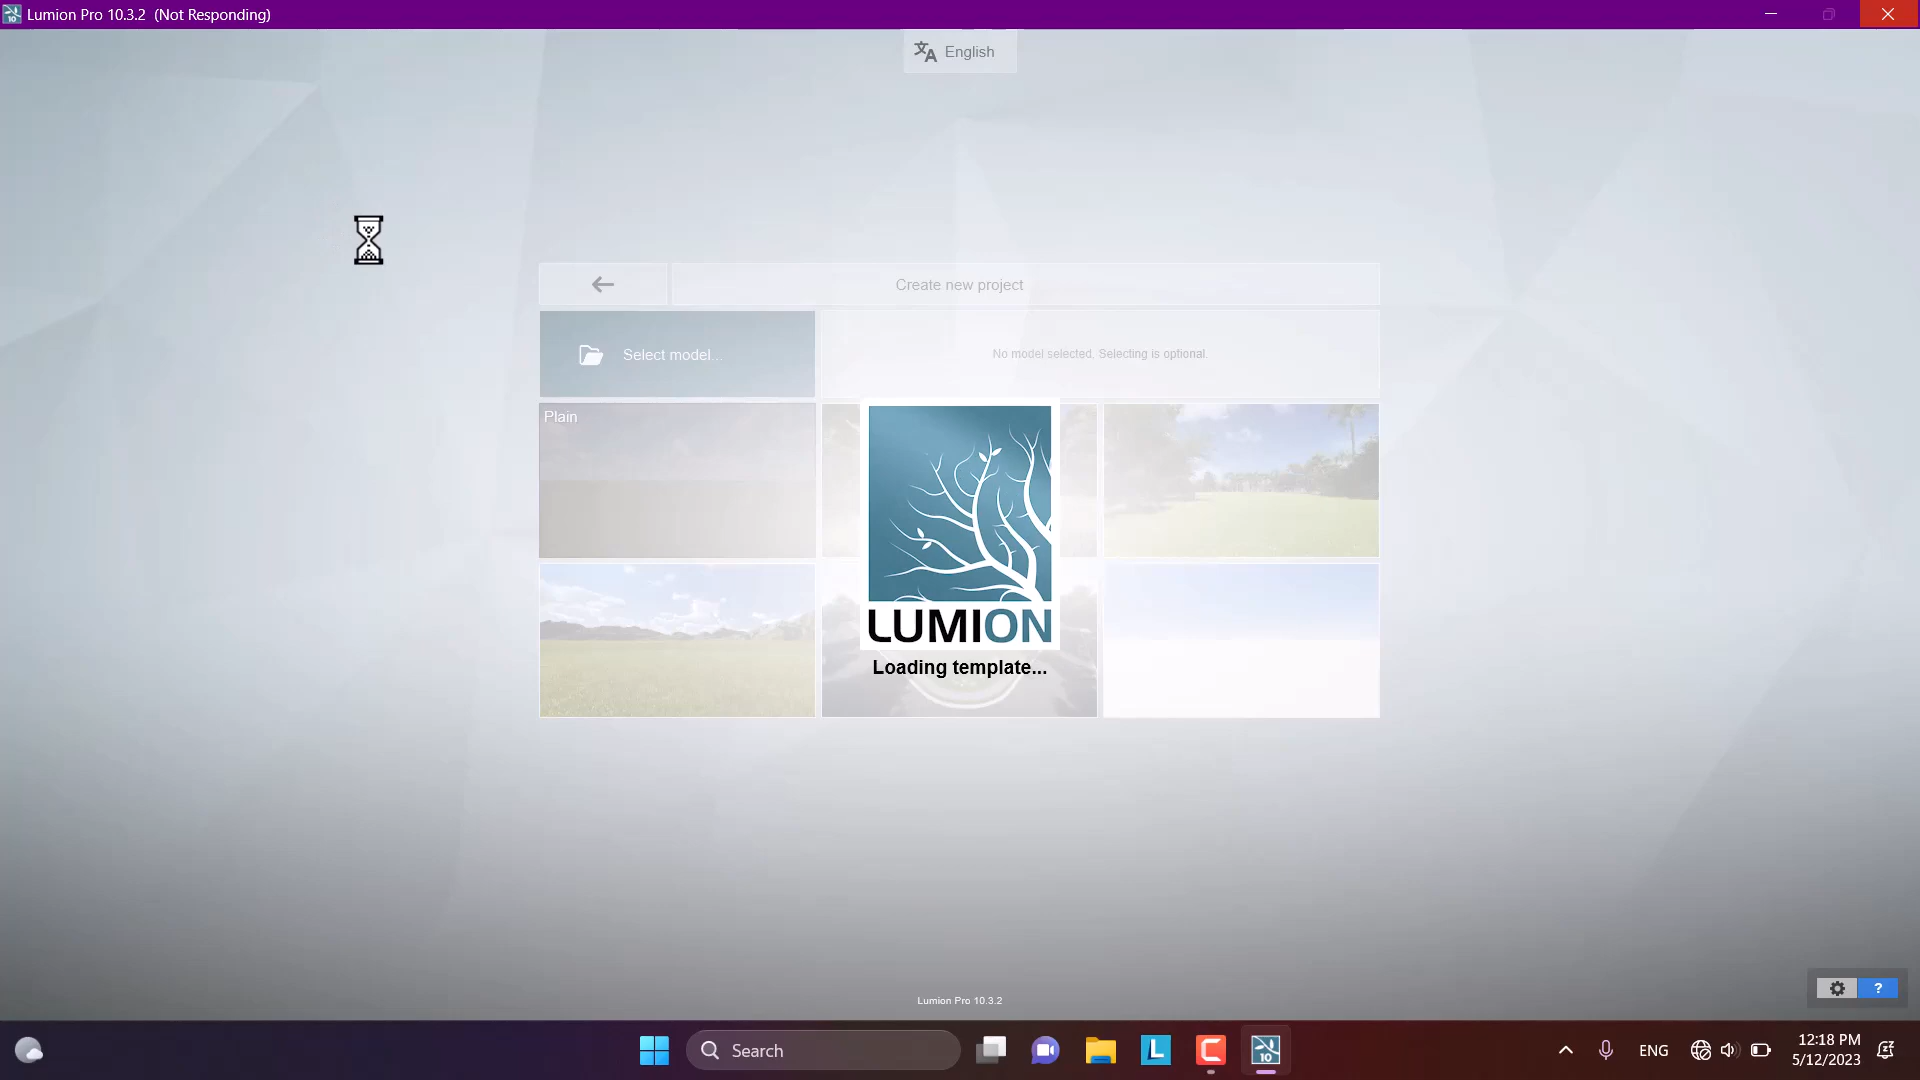 Lumion Pro 10.3.2 (Not Responding)
English
Create new project
Select model...
No model selected. Selecting is optional.
Plain
LUMION
Loading template...
Lumion Pro 10.3.2
?
Search
L
C
10
ENG
12:18 PM
5/12/2023